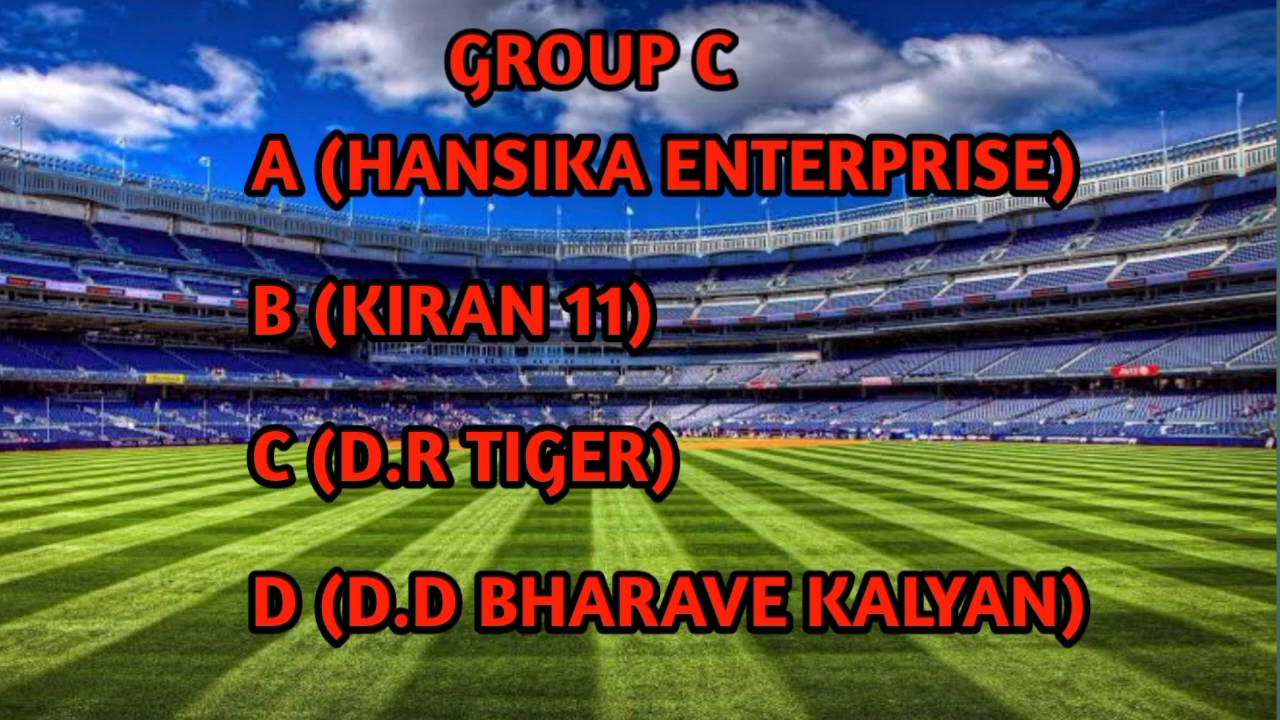 GROUP C
A (HANSIKA ENTERPRISE)
B (KIRAN 11)
C (D.R TIGER)
D (D.D BHARAVE KALYAN)